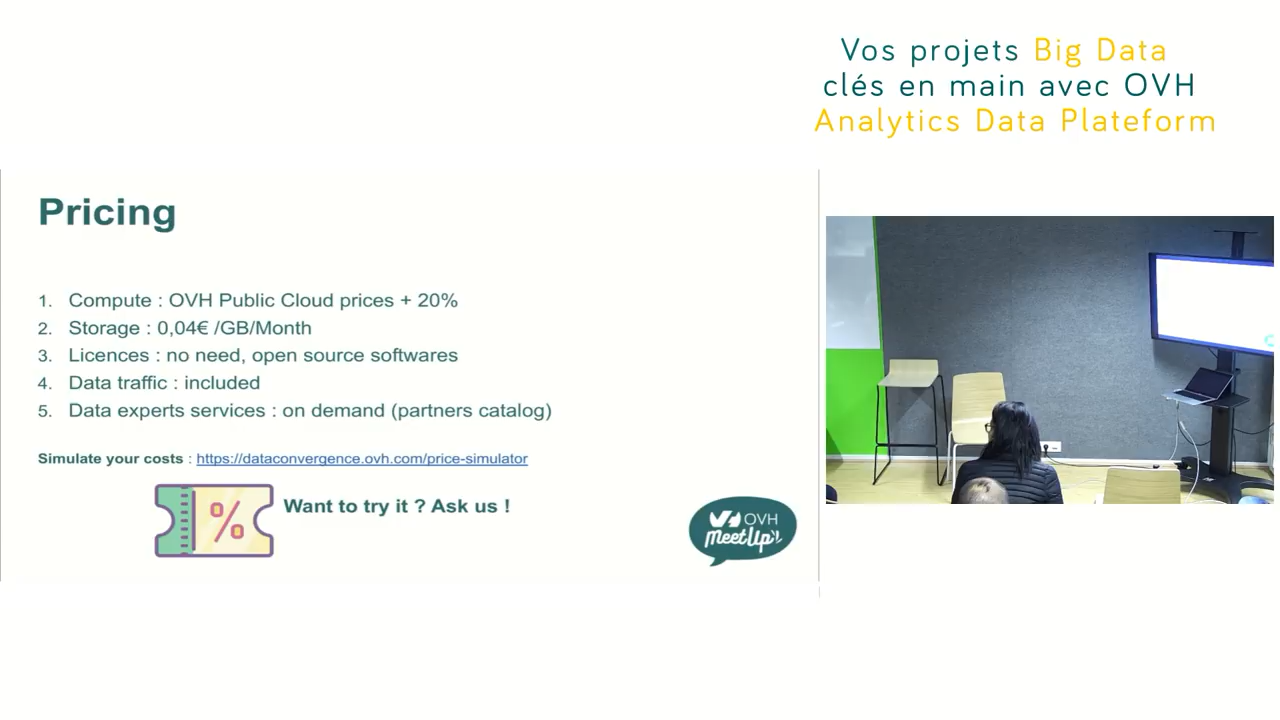 Vos projets Big Data
clés en main avec OVH
Analytics Data Plateform
Pricing
1. Compute : OVH Public Cloud prices + 20%
2. Storage : 0,04€ /GB/Month
3. Licences : no need, open source softwares
4. Data traffic : included
5. Data experts services : on demand (partners catalog)
Simulate your costs : https://dataconvergence.ovh.com/price-simulator
%
Want to try it ? Ask us !
OVH
MeetUp